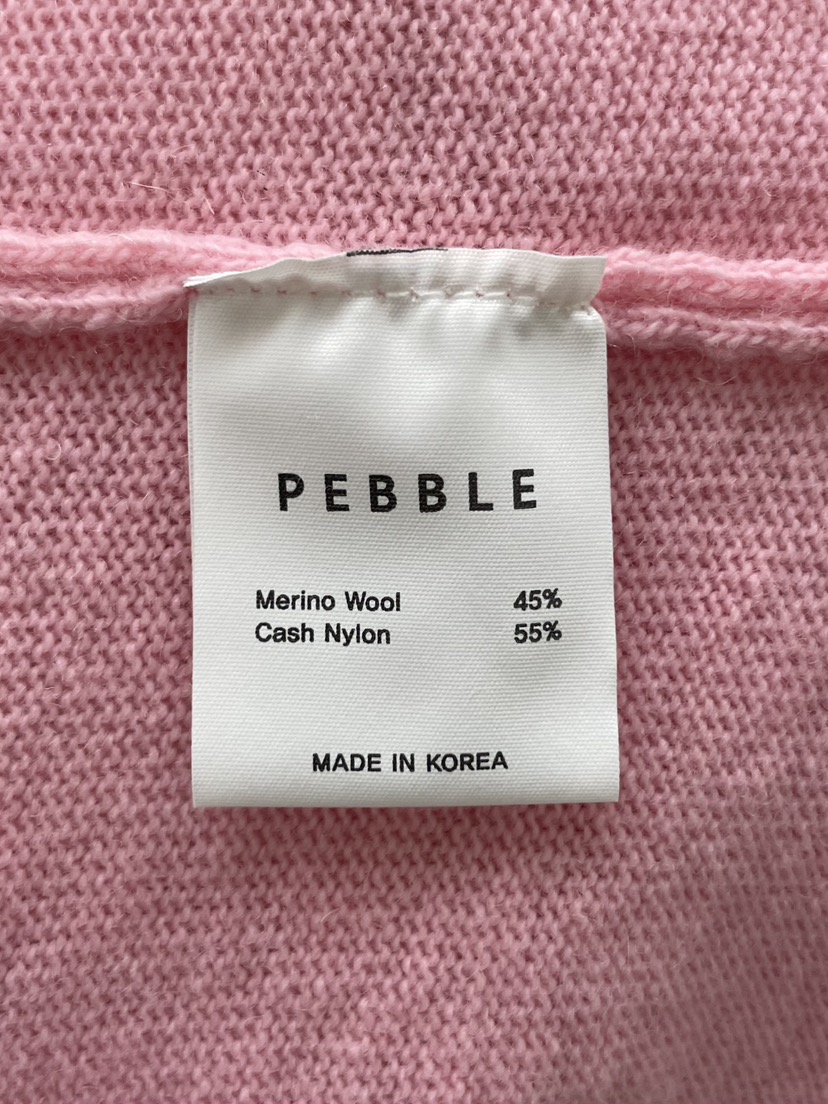 PEBBLE
Merino Wool 45%
Cash Nylon 55%
MADE IN KOREA